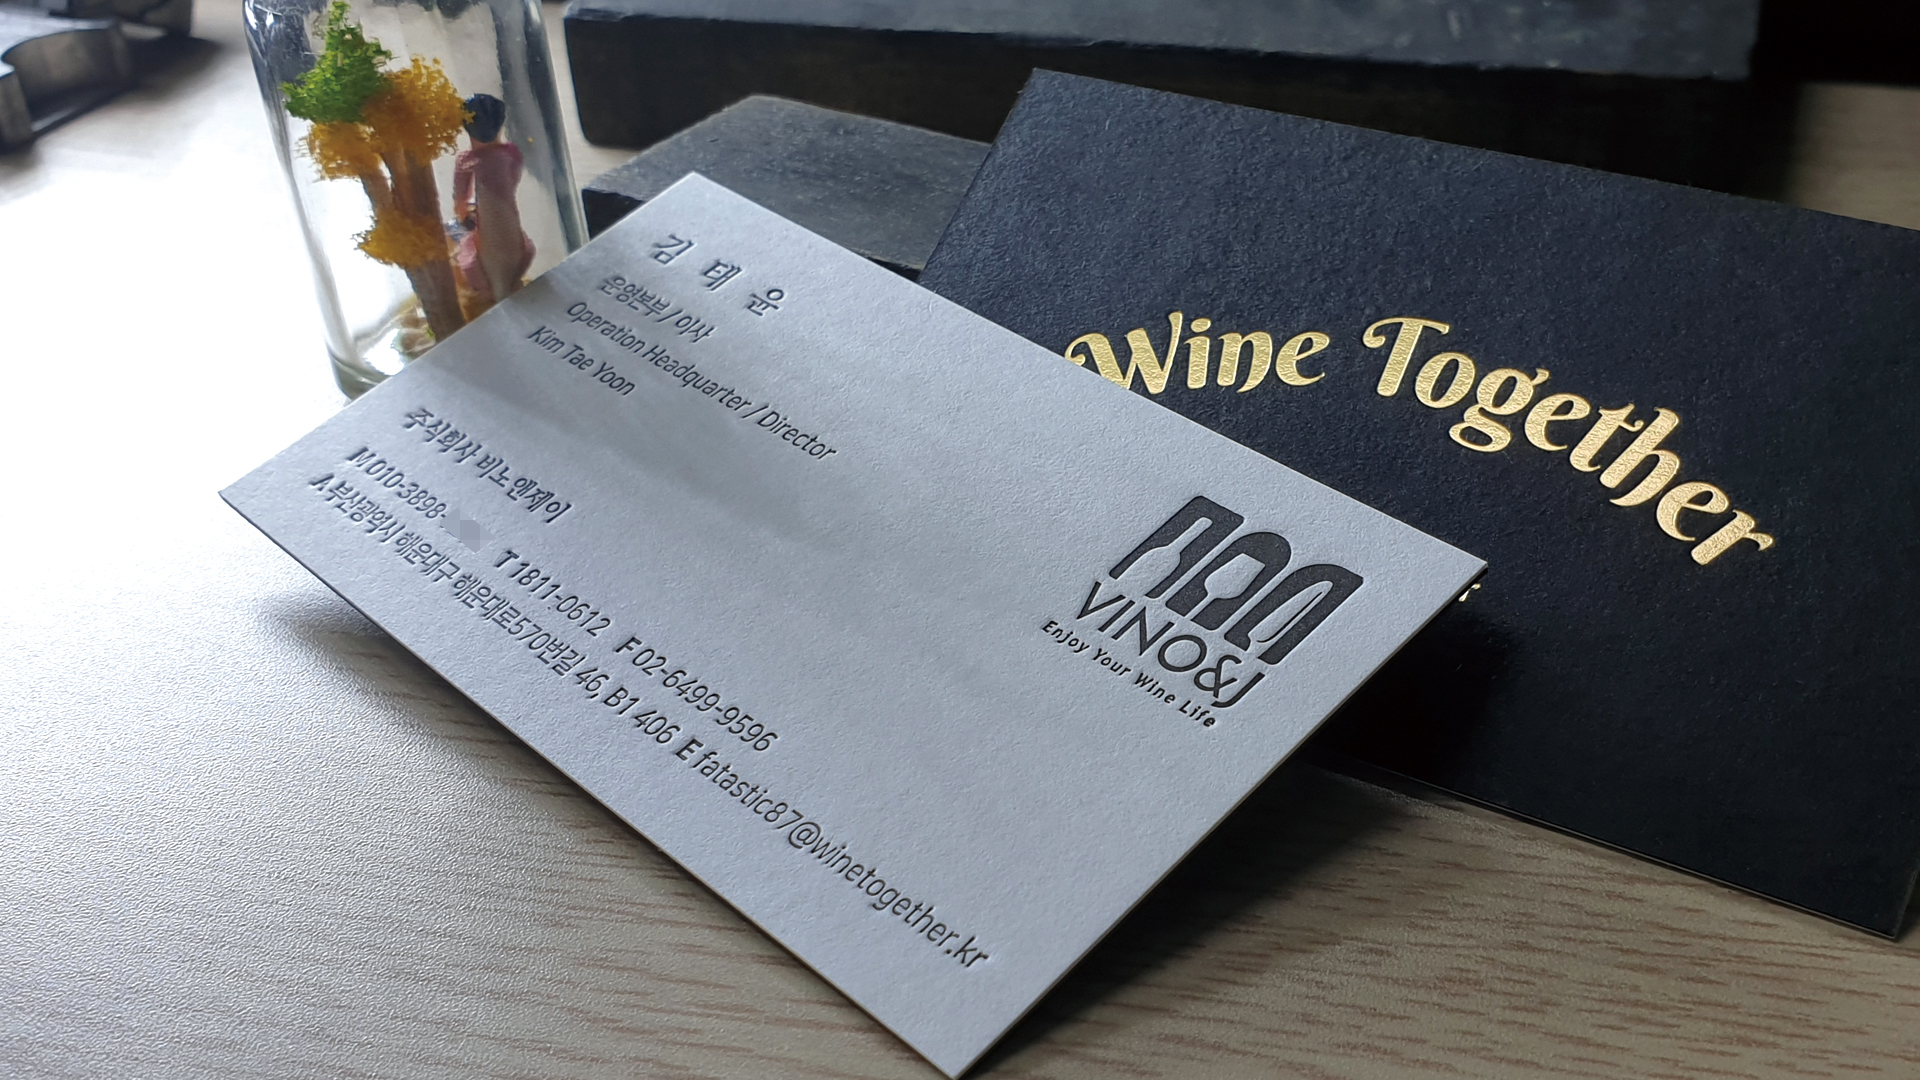 김 태 윤
운영본부 / 이사
Operation Headquarter / Director
Kim Tae Yoon
주식회사 비노앤제이
M 010-3898- T 1811-0612 F 02-6499-9596
A 부산광역시 해운대구 해운대로570번길 46, B1 406 E fatastic87@winetogether.kr
VINO&J
Enjoy Your Wine Life
Wine Together